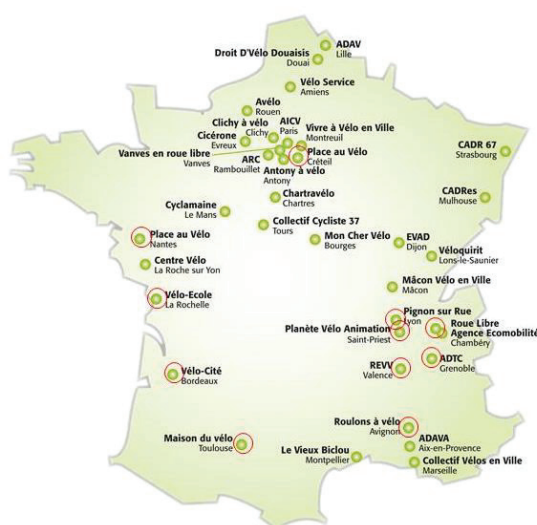 ADAV
Lille
Droit D'Vélo Douaisis
Douai
Vélo Service
Amiens
Avélo
Rouen
Clichy à vélo
Clichy
AICV
Paris
Vivre à Vélo en Ville
Montreuil
Cicérone
Evreux
Place au Vélo
Créteil
Vanves en roue libre
Vanves
ARC
Rambouillet
Antony à vélo
Antony
CADR 67
Strasbourg
Chartravélo
Chartres
CADRes
Mulhouse
Cyclamaine
Le Mans
Collectif Cycliste 37
Tours
Place au Vélo
Nantes
Mon Cher Vélo
Bourges
EVAD
Dijon
Véloquirit
Lons-le-Saunier
Centre Vélo
La Roche sur Yon
Mâcon Vélo en Ville
Mâcon
Vélo-Ecole
La Rochelle
Pignon sur Rue
Lyon
Roue Libre
Planète Vélo Animation
Saint-Priest
Agence Ecomobilité
Chambéry
ADTC
Grenoble
REVV
Valence
Vélo-Cité
Bordeaux
Roulons à vélo
Avignon
Maison du vélo
Toulouse
ADAVA
Aix-en-Provence
Le Vieux Biclou
Montpellier
Collectif Vélos en Ville
Marseille